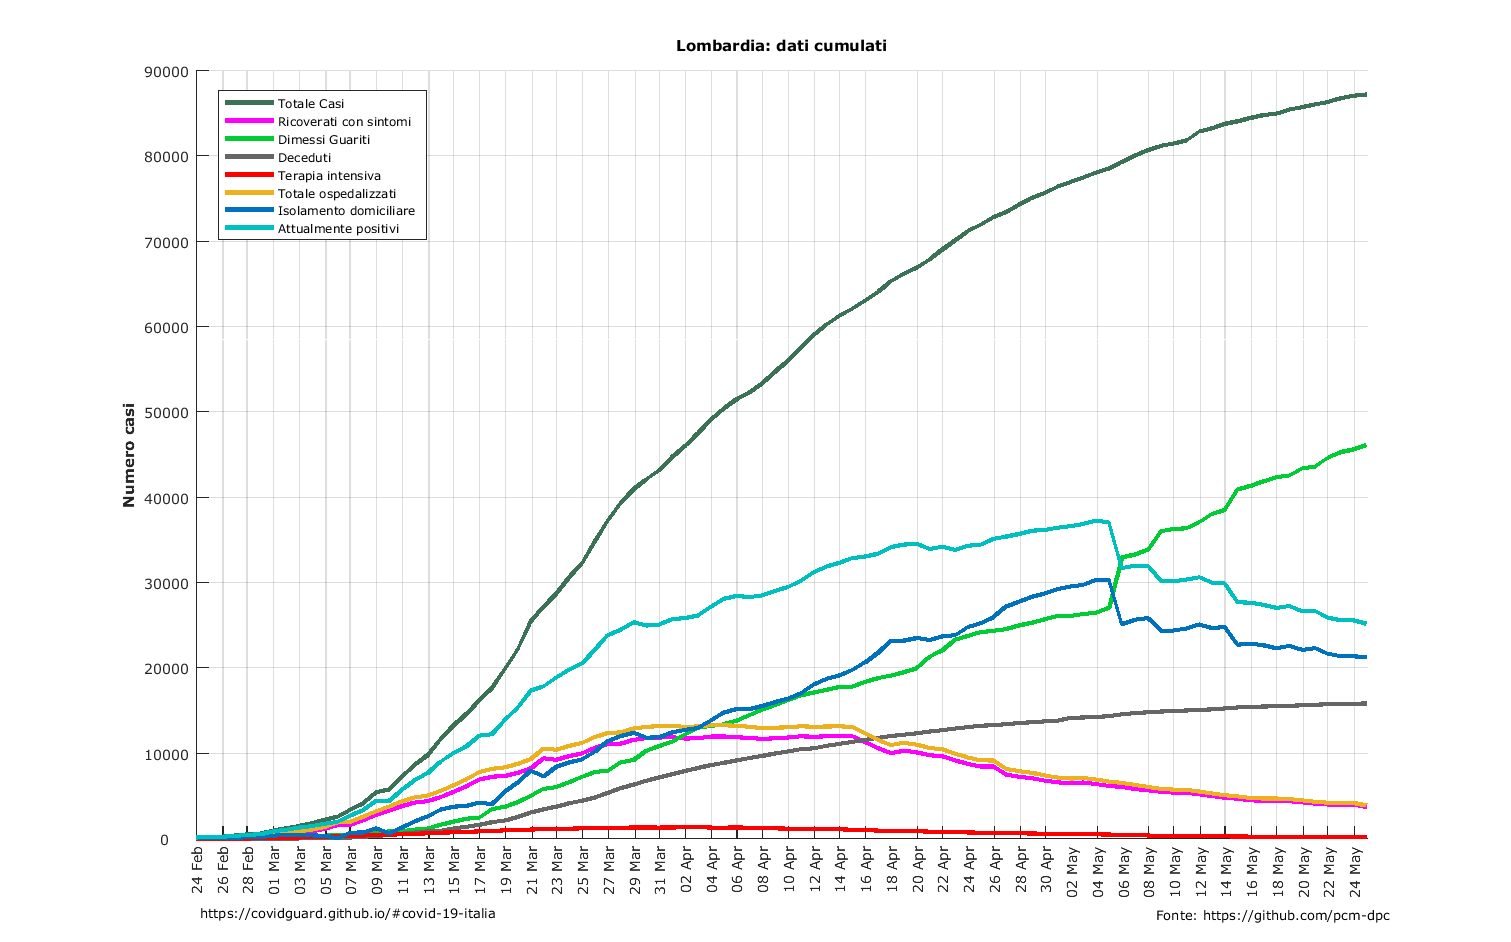 Lombardia: dati cumulati
90000
80000
70000
60000
50000
40000
30000
20000
10000
0
Numero casi
Totale Casi
Ricoverati con sintomi
Dimessi Guariti
Deceduti
Terapia intensiva
Totale ospedalizzati
Isolamento domiciliare
Attualmente positivi
24 Feb
26 Feb
28 Feb
01 Mar
03 Mar
05 Mar
07 Mar
09 Mar
11 Mar
13 Mar
15 Mar
17 Mar
19 Mar
21 Mar
23 Mar
25 Mar
27 Mar
29 Mar
31 Mar
02 Apr
04 Apr
06 Apr
08 Apr
10 Apr
12 Apr
14 Apr
16 Apr
18 Apr
20 Apr
22 Apr
24 Apr
26 Apr
28 Apr
30 Apr
02 May
04 May
06 May
08 May
10 May
12 May
14 May
16 May
18 May
20 May
22 May
24 May
https://covidguard.github.io/#covid-19-italia
Fonte: https://github.com/pcm-dpc